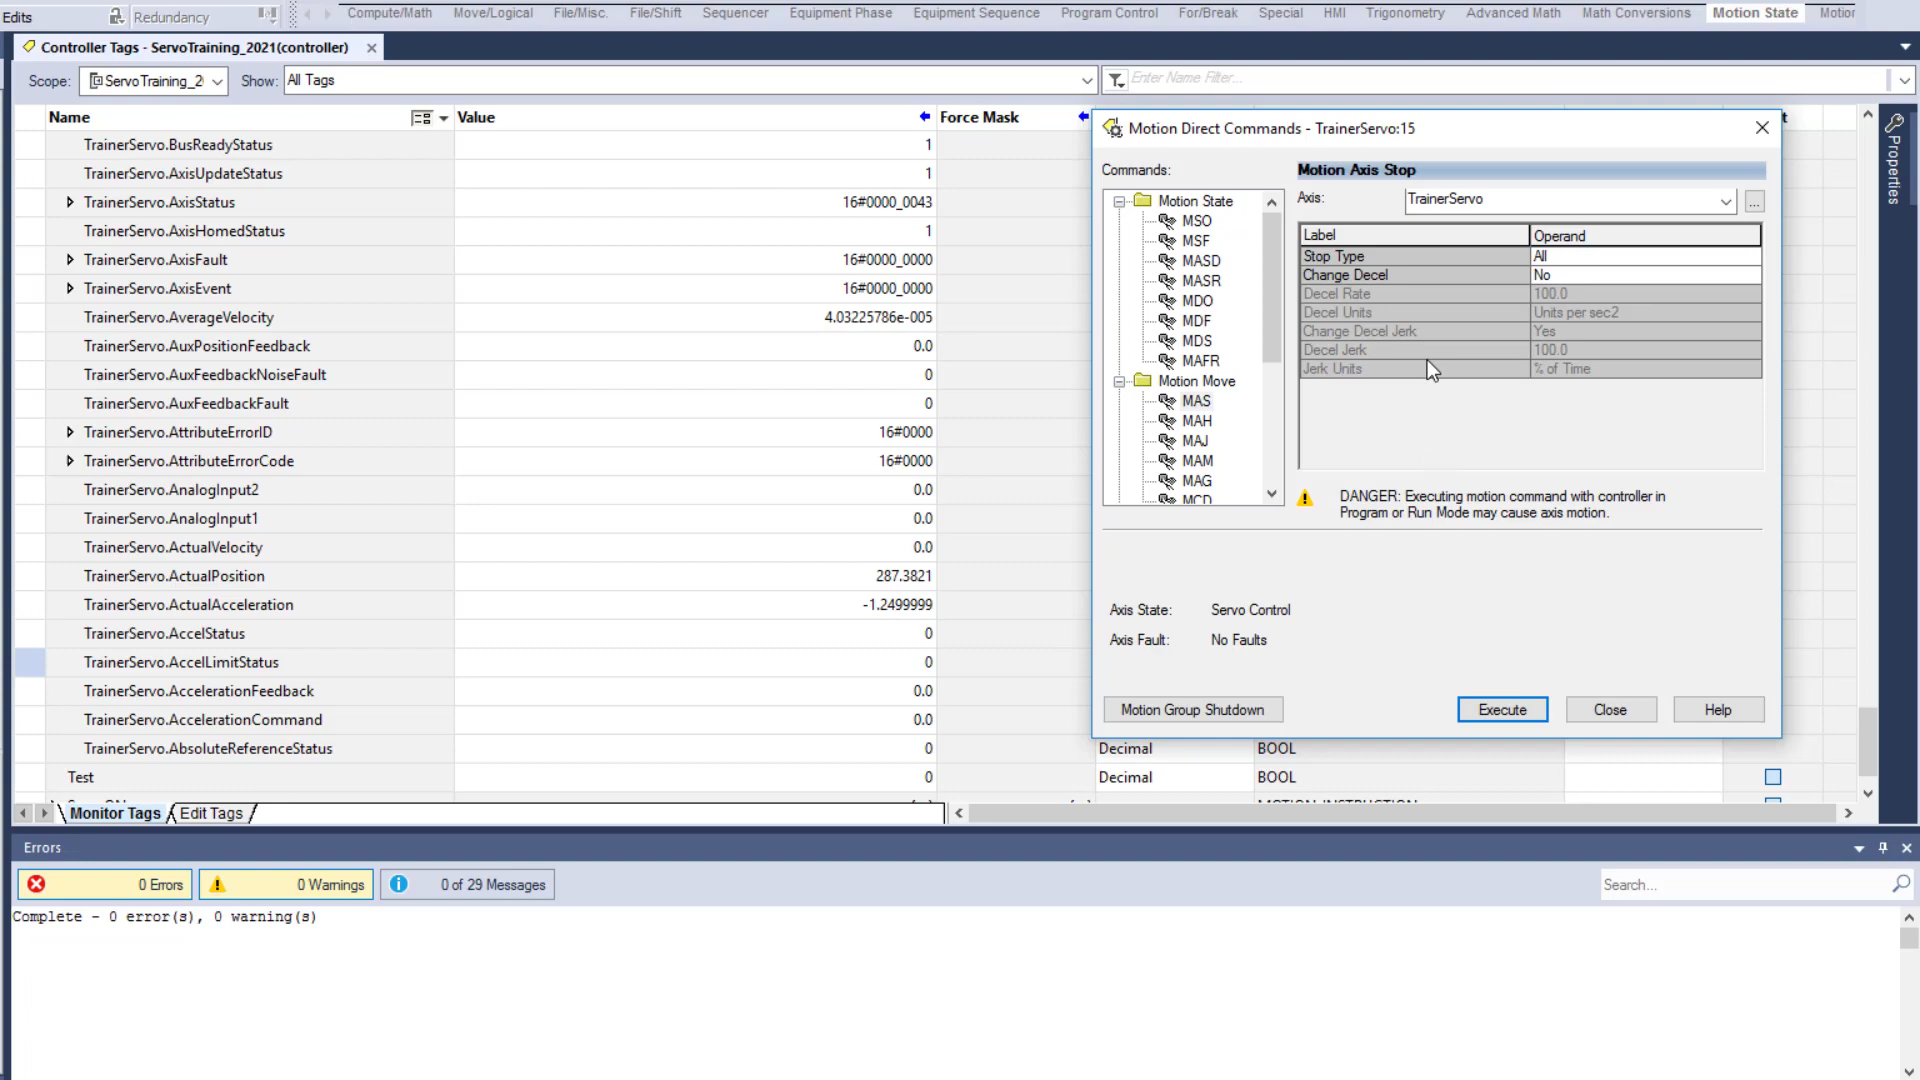 Edits
Redundancy
Compute/Math Move/Logical File/Misc. File/Shift Sequencer Equipment Phase Equipment Sequence Program Control For/Break Special HMI Trigonometry Advanced Math Math Conversions Motion State Motior
Controller Tags - ServoTraining_2021(controller)
Scope: ServoTraining_2 Show: All Tags Enter Name Filter...
Name Value Force Mask
TrainerServo.BusReadyStatus 1
TrainerServo.AxisUpdateStatus 1
TrainerServo.AxisStatus 16#0000_0043
TrainerServo.AxisHomedStatus 1
TrainerServo.AxisFault 16#0000_0000
TrainerServo.AxisEvent 16#0000_0000
TrainerServo.AverageVelocity 4.03225786e-005
TrainerServo.AuxPositionFeedback 0.0
TrainerServo.AuxFeedbackNoiseFault 0
TrainerServo.AuxFeedbackFault 0
TrainerServo.AttributeErrorID 16#0000
TrainerServo.AttributeErrorCode 16#0000
TrainerServo.AnalogInput2 0.0
TrainerServo.AnalogInput1 0.0
TrainerServo.ActualVelocity 0.0
TrainerServo.ActualPosition 287.3821
TrainerServo.ActualAcceleration -1.2499999
TrainerServo.AccelStatus 0
TrainerServo.AccelLimitStatus 0
TrainerServo.AccelerationFeedback 0.0
TrainerServo.AccelerationCommand 0.0
TrainerServo.AbsoluteReferenceStatus 0 Decimal BOOL
Test 0 Decimal BOOL
Monitor Tags Edit Tags
Motion Direct Commands - TrainerServo:15
Commands:
Motion State
MSO
MSF
MASD
MASR
MDO
MDF
MDS
MAFR
Motion Move
MAS
MAH
MAJ
MAM
MAG
MCD
Motion Axis Stop
Axis: TrainerServo ...
Label Operand
Stop Type All
Change Decel No
Decel Rate 100.0
Decel Units Units per sec2
Change Decel Jerk Yes
Decel Jerk 100.0
Jerk Units % of Time
DANGER: Executing motion command with controller in
Program or Run Mode may cause axis motion.
Axis State: Servo Control
Axis Fault: No Faults
Motion Group Shutdown Execute Close Help
Properties
Errors
0 Errors 0 Warnings 0 of 29 Messages Search...
Complete - 0 error(s), 0 warning(s)